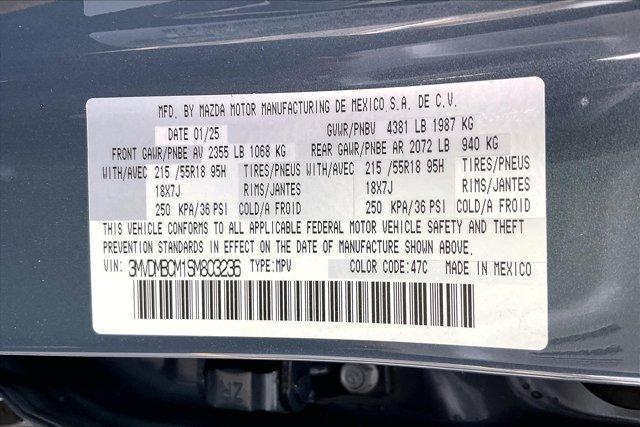 MFD. BY MAZDA MOTOR MANUFACTURING DE MEXICO,S.A. DE C.V.
DATE 01/25 GVWR/PNBV 4381 LB 1987 KG
FRONT GAWR/PNBE AV 2355 LB 1068 KG REAR GAWR/PNBE AR 2072 LB 940 KG
WITH/AVEC 215 /55R18 95H TIRES/PNEUS WITH/AVEC 215 /55R18 95H TIRES/PNEUS
18X7J RIMS/JANTES 18X7J RIMS/JANTES
250 KPA/36 PSI COLD/A FROID 250 KPA/36 PSI COLD/A FROID
THIS VEHICLE CONFORMS TO ALL APPLICABLE FEDERAL MOTOR VEHICLE SAFETY AND THEFT
PREVENTION STANDARDS IN EFFECT ON THE DATE OF MANUFACTURE SHOWN ABOVE.
VIN: 3MVDMBCM1SM803236 TYPE:MPV COLOR CODE:47C MADE IN MEXICO